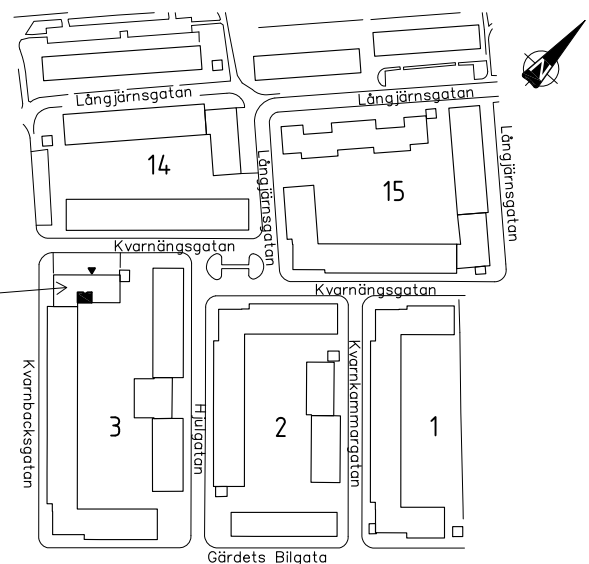 Långjärnsgatan
Långjärnsgatan
N
14
Långjärnsgatan
15
Långjärnsgatan
Kvarnängsgatan
Kvarnängsgatan
Kvarnbacksgatan
3
Hjulgatan
2
Kvarnkammargatan
1
Gärdets Bilgata